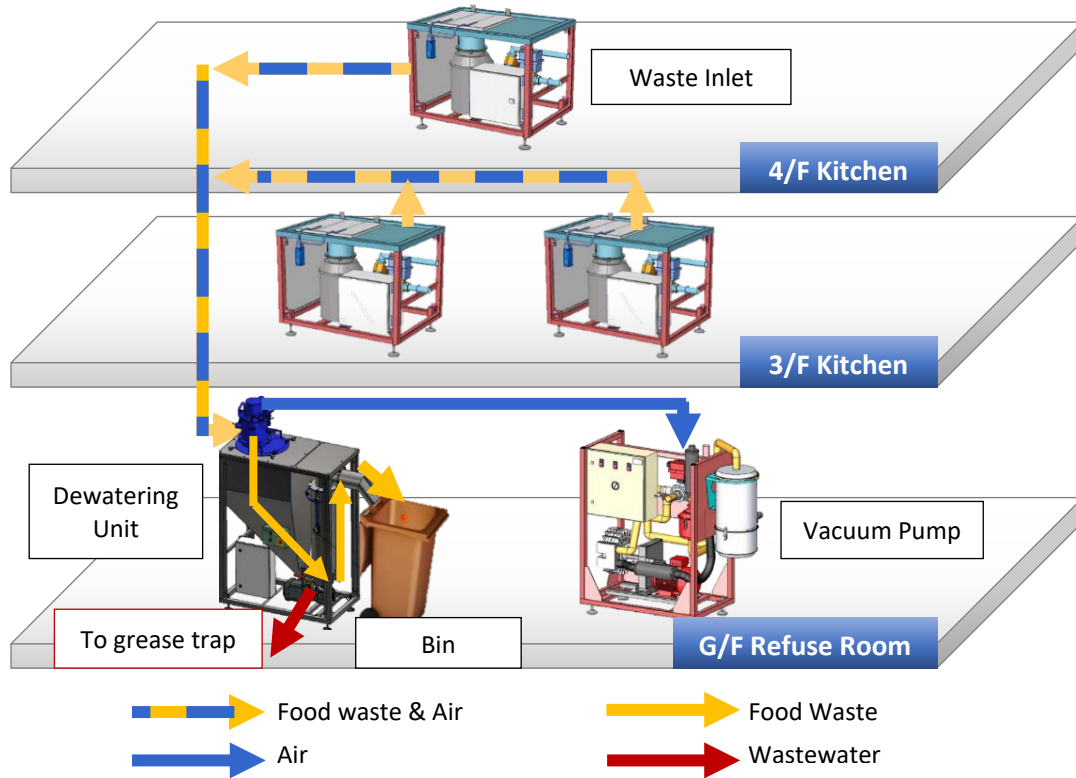 Waste Inlet
4/F Kitchen
3/F Kitchen
Dewatering
Unit
Vacuum Pump
To grease trap
Bin
G/F Refuse Room
Food waste & Air
Food Waste
Air
Wastewater